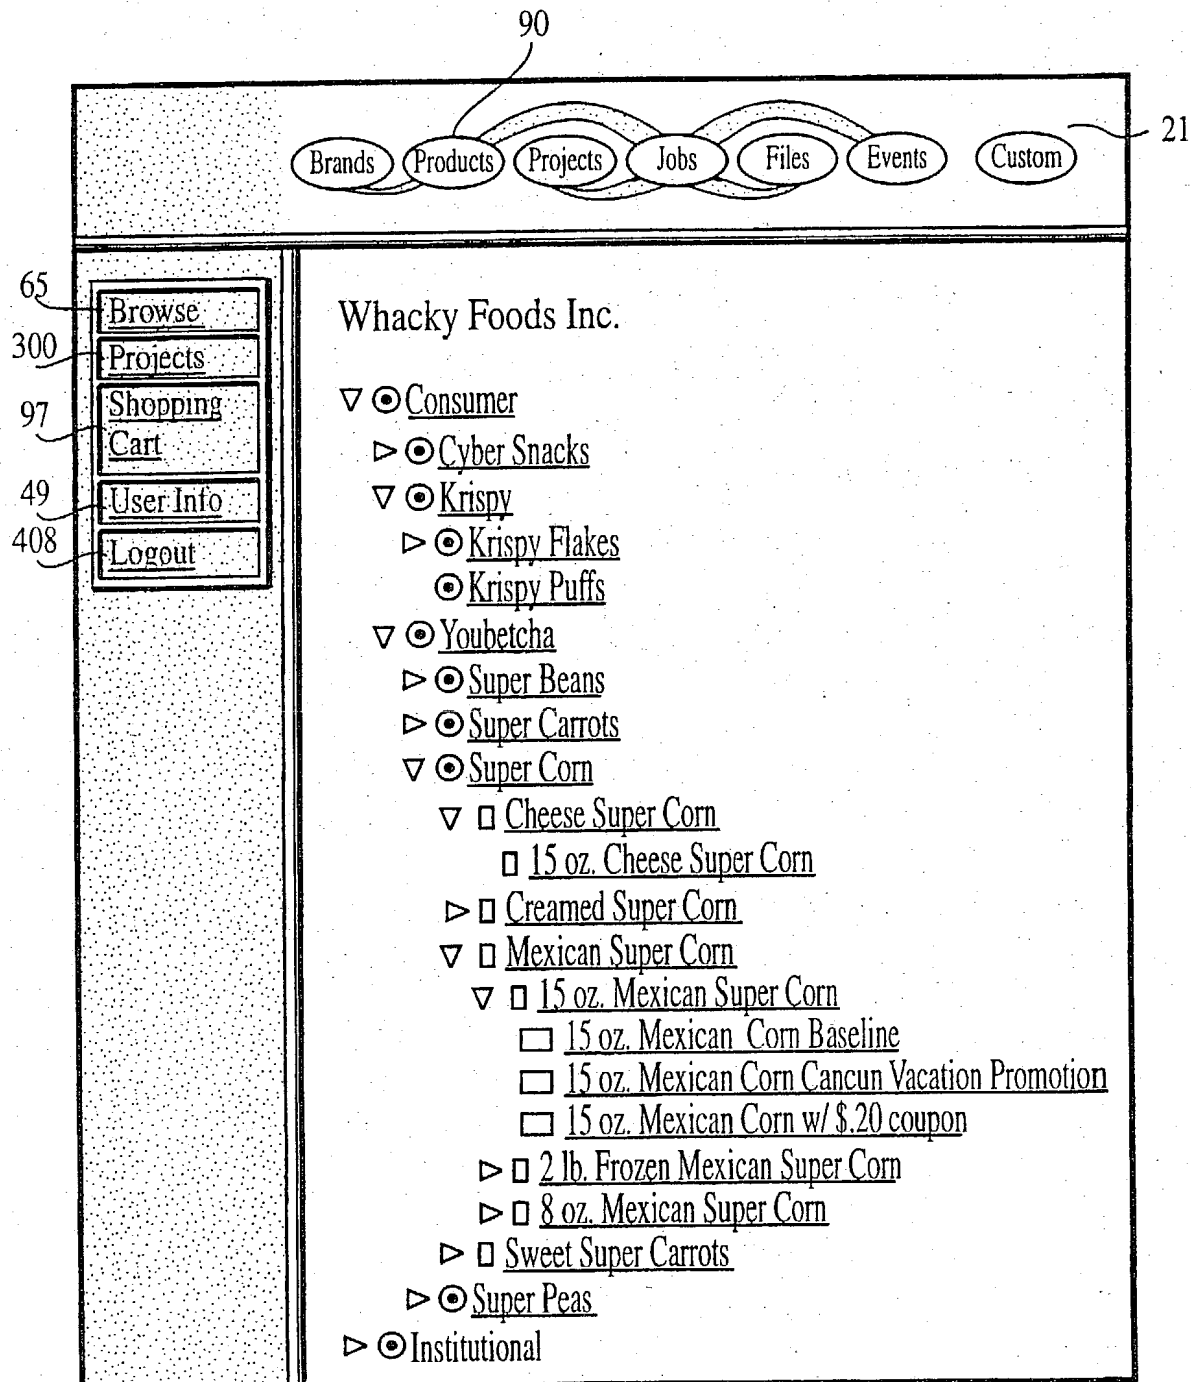 90
Brands Products Projects Jobs Files Events Custom
21
65
Browse
300
Projects
97
Shopping
Cart
49
User Info
408
Logout
Whacky Foods Inc.
Consumer
Cyber Snacks
Krispy
Krispy Flakes
Krispy Puffs
Youbetcha
Super Beans
Super Carrots
Super Corn
Cheese Super Corn
15 oz. Cheese Super Corn
Creamed Super Corn
Mexican Super Corn
15 oz. Mexican Super Corn
15 oz. Mexican Corn Baseline
15 oz. Mexican Corn Cancun Vacation Promotion
15 oz. Mexican Corn w/ $.20 coupon
2 lb. Frozen Mexican Super Corn
8 oz. Mexican Super Corn
Sweet Super Carrots
Super Peas
Institutional